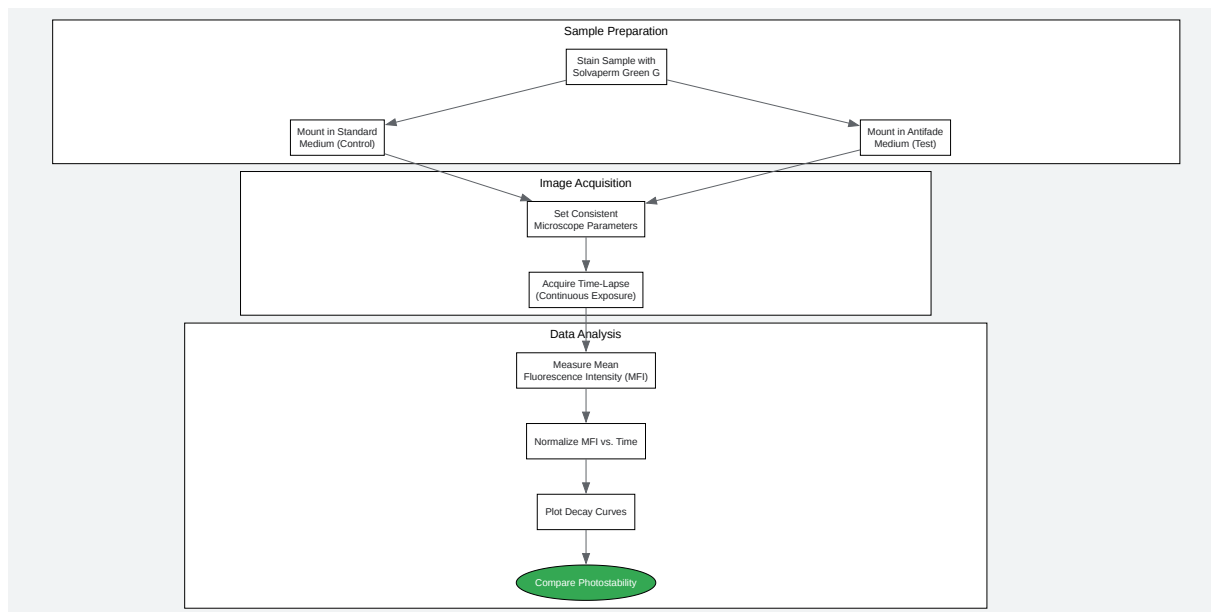 Sample Preparation
Stain Sample with
Solvaperm Green G
Mount in Standard
Medium (Control)
Mount in Antifade
Medium (Test)
Image Acquisition
Set Consistent
Microscope Parameters
Acquire Time-Lapse
(Continuous Exposure)
Data Analysis
Measure Mean
Fluorescence Intensity (MFI)
Normalize MFI vs. Time
Plot Decay Curves
Compare Photostability